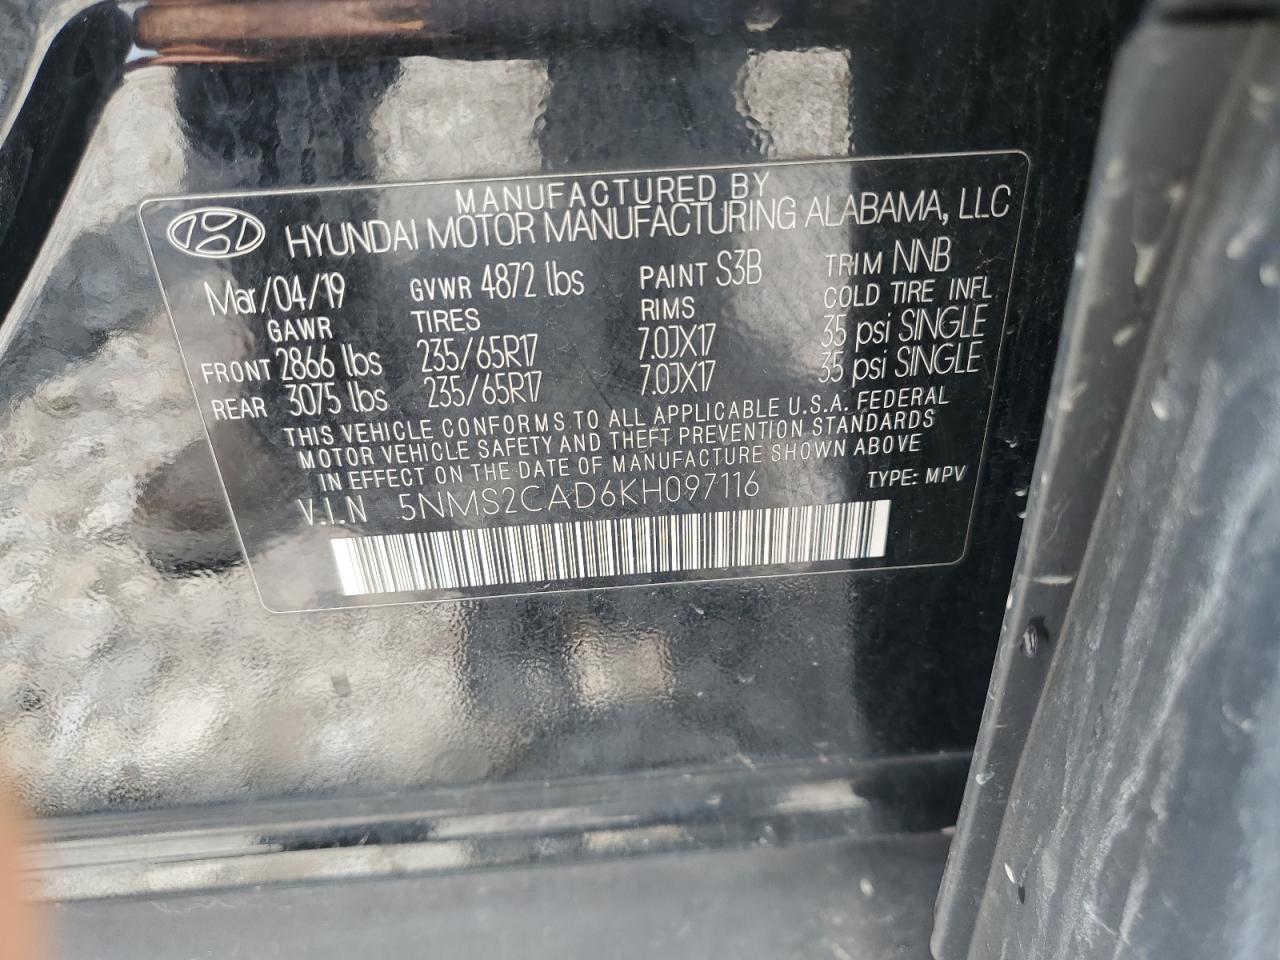 MANUFACTURED BY
HYUNDAI MOTOR MANUFACTURING ALABAMA, LLC
Mar/04/19 GVWR 4872 lbs PAINT S3B TRIM NNB
GAWR TIRES RIMS COLD TIRE INFL
FRONT 2866 lbs 235/65R17 7.0JX17 35 psi SINGLE
REAR 3075 lbs 235/65R17 7.0JX17 35 psi SINGLE
THIS VEHICLE CONFORMS TO ALL APPLICABLE U.S.A. FEDERAL
MOTOR VEHICLE SAFETY AND THEFT PREVENTION STANDARDS
IN EFFECT ON THE DATE OF MANUFACTURE SHOWN ABOVE
V.I.N 5NMS2CAD6KH097116 TYPE: MPV